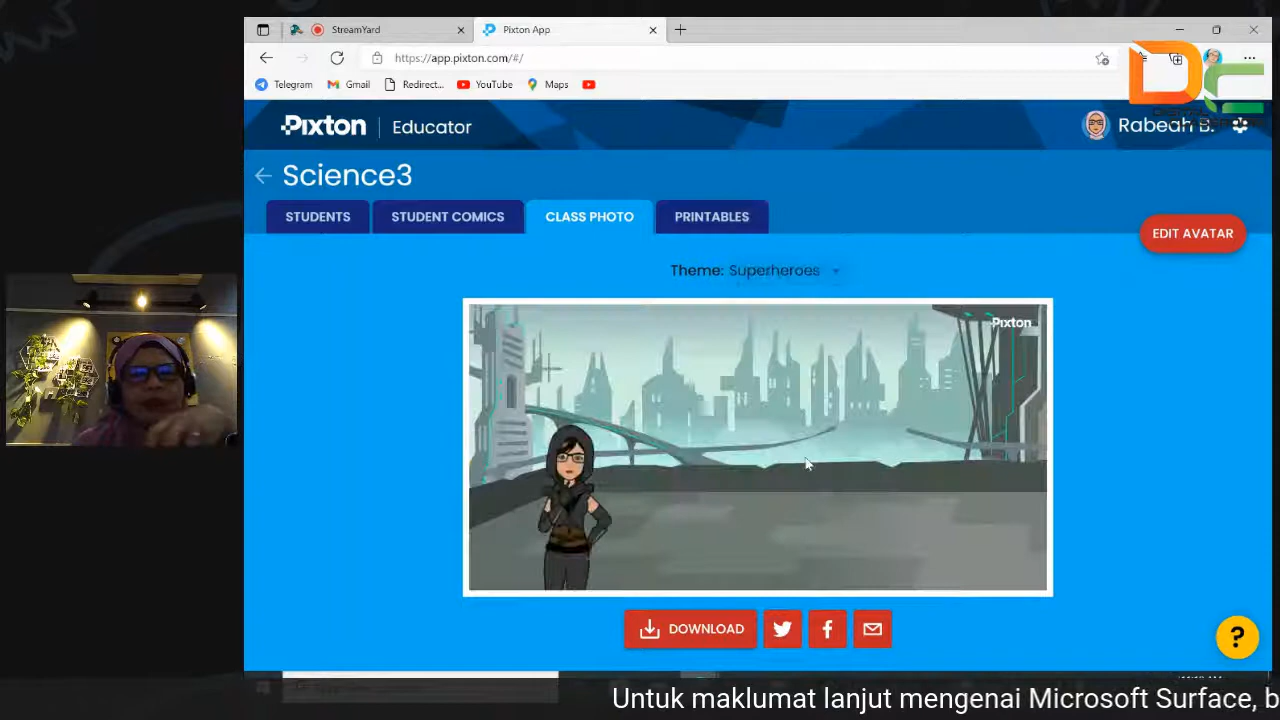 StreamYard
Pixton App
https://app.pixton.com/#/
Telegram
Gmail
Redirect...
YouTube
Maps
Pixton Educator
Rabeah B.
Science3
STUDENTS
STUDENT COMICS
CLASS PHOTO
PRINTABLES
EDIT AVATAR
Theme: Superheroes
Pixton
DOWNLOAD
?
Untuk maklumat lanjut mengenai Microsoft Surface, b